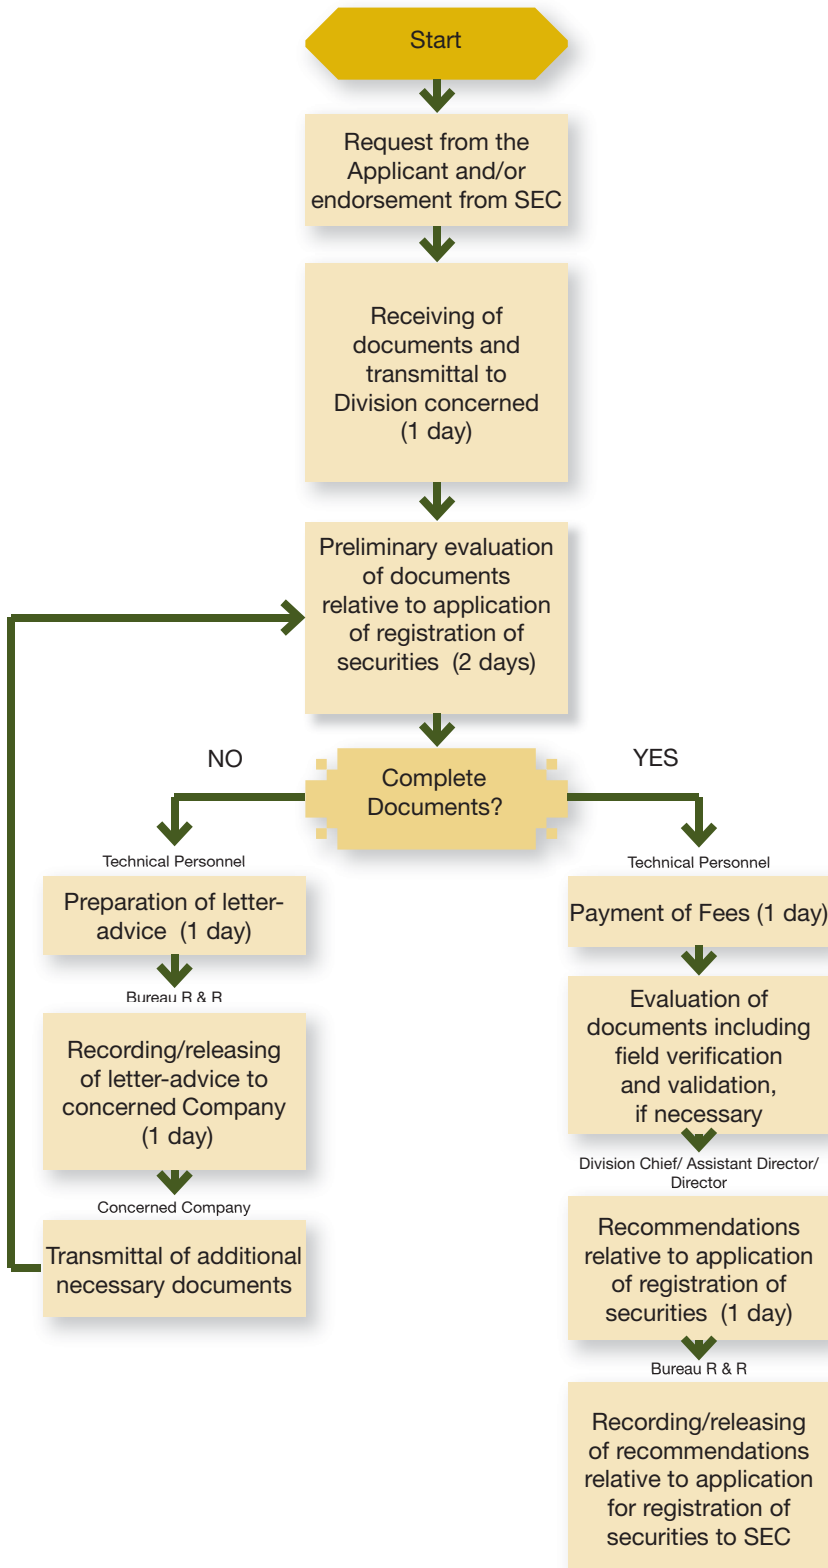 Start
Request from the
Applicant and/or
endorsement from SEC
Receiving of
documents and
transmittal to
Division concerned
(1 day)
Preliminary evaluation
of documents
relative to application
of registration of
securities (2 days)
Complete
Documents?
NO
Technical Personnel
Preparation of letter-
advice (1 day)
Bureau R & R
Recording/releasing
of letter-advice to
concerned Company
(1 day)
Concerned Company
Transmittal of additional
necessary documents
YES
Technical Personnel
Payment of Fees (1 day)
Evaluation of
documents including
field verification
and validation,
if necessary
Division Chief/ Assistant Director/
Director
Recommendations
relative to application
of registration of
securities (1 day)
Bureau R & R
Recording/releasing
of recommendations
relative to application
for registration of
securities to SEC